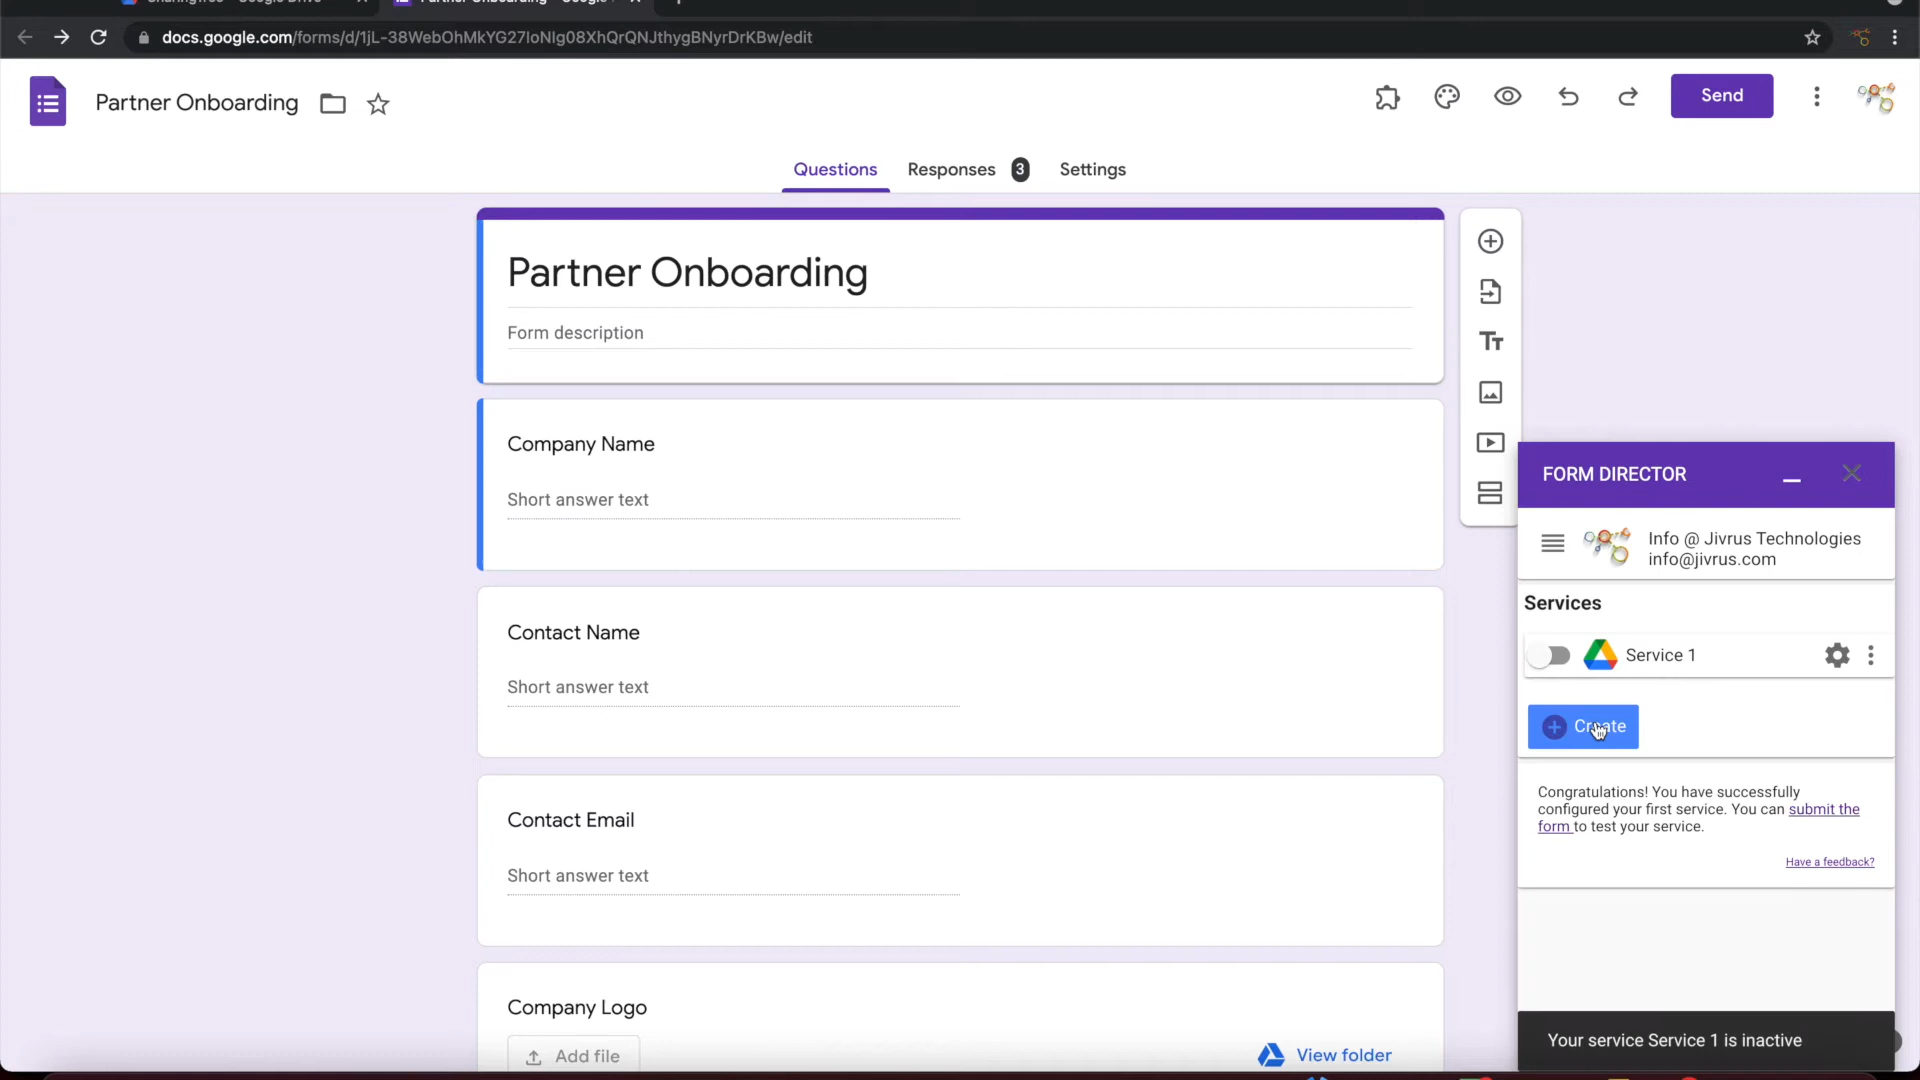 docs.google.com/forms/d/1jL-38WebOhMkYG27IoNIg08XhQrQNJthygBNyrDrKBw/edit
Partner Onboarding
Send
Questions
Responses 3
Settings
Partner Onboarding
Form description
Company Name
Short answer text
Contact Name
Short answer text
Contact Email
Short answer text
Company Logo
Add file
View folder
FORM DIRECTOR
Info @ Jivrus Technologies
info@jivrus.com
Services
Service 1
Create
Congratulations! You have successfully
configured your first service. You can submit the
form to test your service.
Have a feedback?
Your service Service 1 is inactive